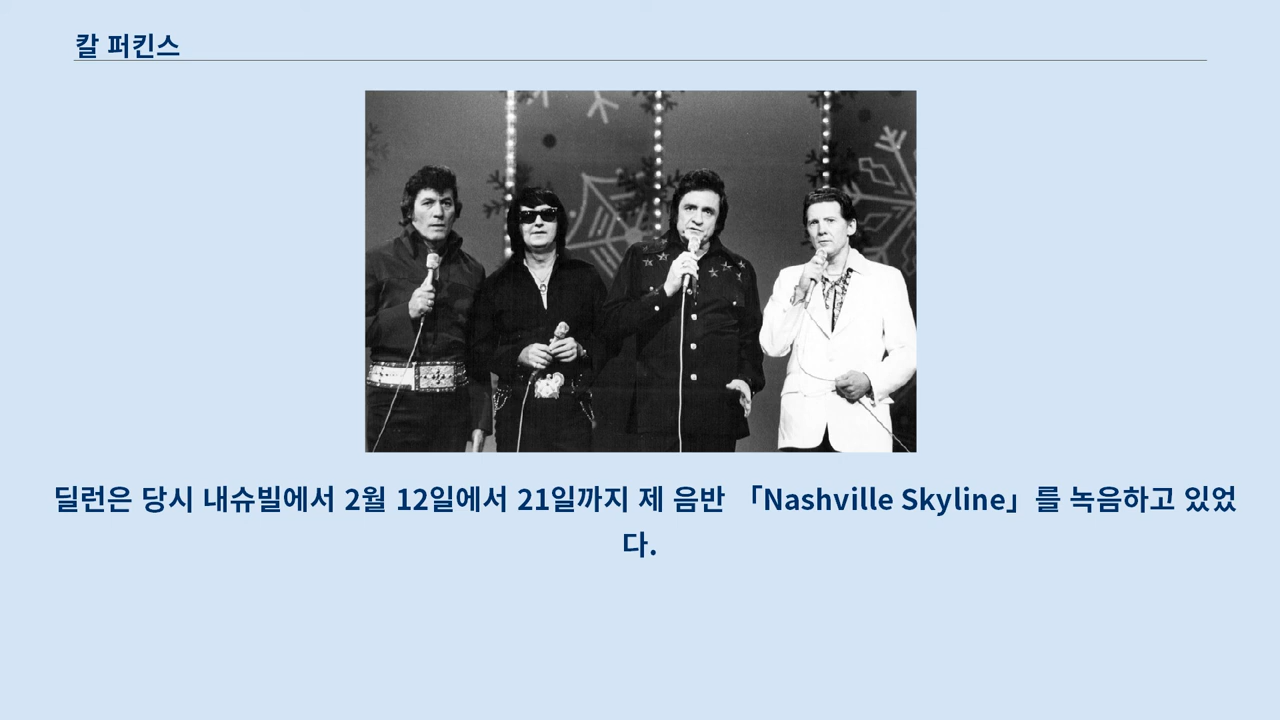 칼 퍼킨스
딜런은 당시 내슈빌에서 2월 12일에서 21일까지 제 음반 「Nashville Skyline」를 녹음하고 있었
다.